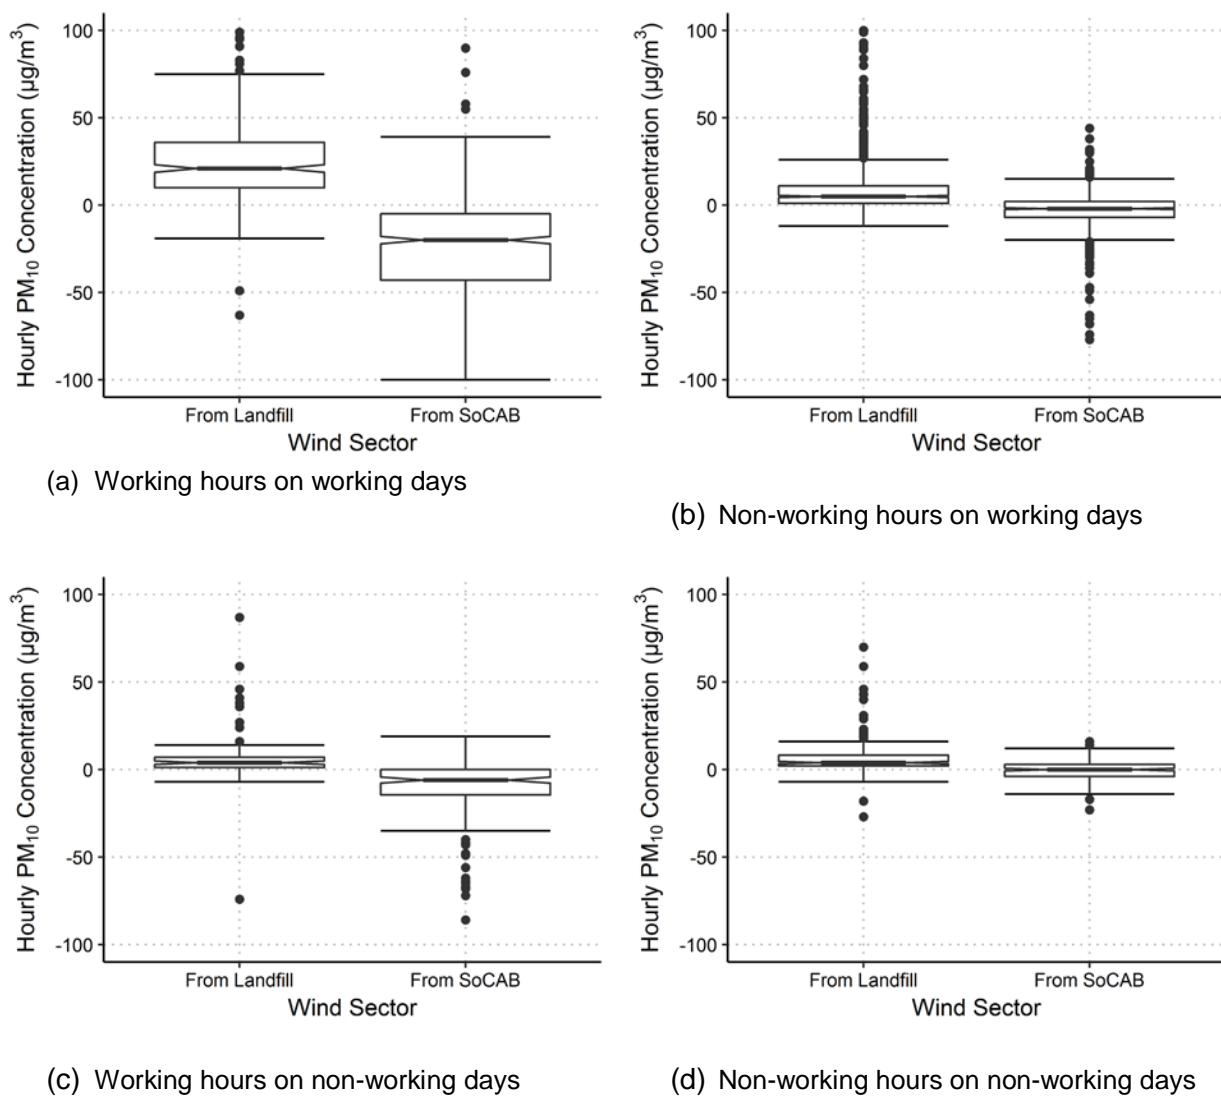 Hourly PM₁₀ Concentration (µg/m³)
100
50
0
-50
-100
From Landfill From SoCAB
Wind Sector
(a) Working hours on working days
Hourly PM₁₀ Concentration (µg/m³)
100
50
0
-50
-100
From Landfill From SoCAB
Wind Sector
(b) Non-working hours on working days
Hourly PM₁₀ Concentration (µg/m³)
100
50
0
-50
-100
From Landfill From SoCAB
Wind Sector
(c) Working hours on non-working days
Hourly PM₁₀ Concentration (µg/m³)
100
50
0
-50
-100
From Landfill From SoCAB
Wind Sector
(d) Non-working hours on non-working days